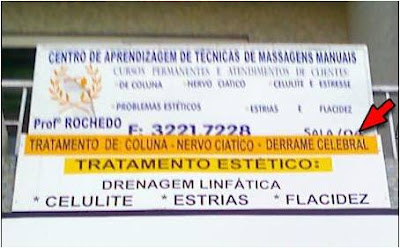 CENTRO DE APRENDIZAGEM DE TÉCNICAS DE MASSAGENS MANUAIS
CURSOS PERMANENTES E ATENDIMENTOS DE CLIENTES:
- DE COLUNA - NERVO CIATICO - CELULITE E ESTRESSE
- PROBLEMAS ESTÉTICOS - ESTRIAS E FLACIDEZ
Profº ROCHEDO F: 3221.7228 SALA
TRATAMENTO DE COLUNA - NERVO CIATICO - DERRAME CELEBRAL
TRATAMENTO ESTÉTICO:
DRENAGEM LINFÁTICA
* CELULITE * ESTRIAS * FLACIDEZ